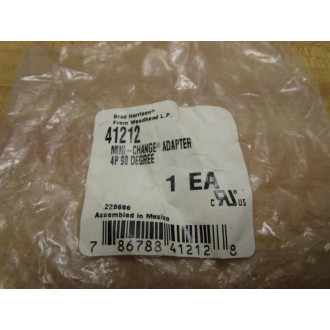 Brad Harrison®
From Woodhead L.P.
41212
MINI-CHANGE® ADAPTER
4P 90 DEGREE
1 EA
C US
229686
Assembled in Mexico
7 86788 41212 8